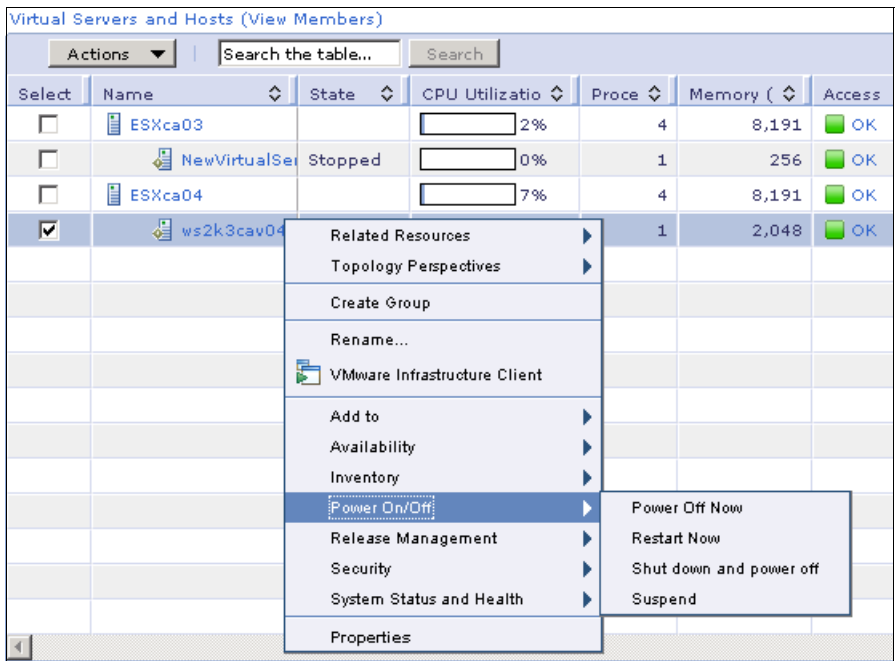 Virtual Servers and Hosts (View Members)
Actions Search the table... Search
Select Name State CPU Utilizatio Proce Memory ( Access
ESXca03 2% 4 8,191 OK
NewVirtualSer Stopped 0% 1 256 OK
ESXca04 7% 4 8,191 OK
ws2k3cav04 1 2,048 OK
Related Resources
Topology Perspectives
Create Group
Rename...
VMware Infrastructure Client
Add to
Availability
Inventory
Power On/Off
Release Management
Security
System Status and Health
Properties
Power Off Now
Restart Now
Shut down and power off
Suspend